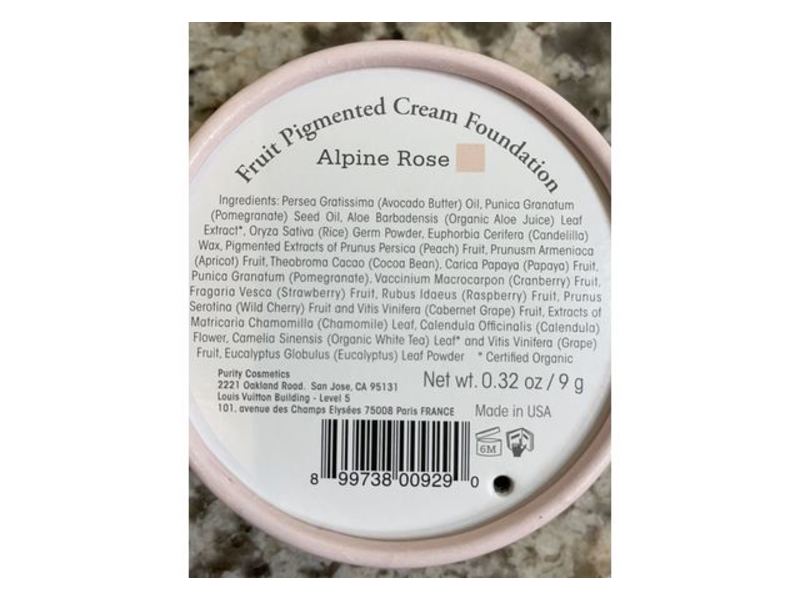 Fruit Pigmented Cream Foundation
Alpine Rose
Ingredients: Persea Gratissima (Avocado Butter) Oil, Punica Granatum
(Pomegranate) Seed Oil, Aloe Barbadensis (Organic Aloe Juice) Leaf
Extract*, Oryza Sativa (Rice) Germ Powder, Euphorbia Cerifera (Candelilla)
Wax, Pigmented Extracts of Prunus Persica (Peach) Fruit, Prunusm Armeniaca
(Apricot) Fruit, Theobroma Cacao (Cocoa Bean), Carica Papaya (Papaya) Fruit,
Punica Granatum (Pomegranate), Vaccinium Macrocarpon (Cranberry) Fruit,
Fragaria Vesca (Strawberry) Fruit, Rubus Idaeus (Raspberry) Fruit, Prunus
Serotina (Wild Cherry) Fruit and Vitis Vinifera (Cabernet Grape) Fruit, Extracts of
Matricaria Chamomilla (Chamomile) Leaf, Calendula Officinalis (Calendula)
Flower, Camelia Sinensis (Organic White Tea) Leaf* and Vitis Vinifera (Grape)
Fruit, Eucalyptus Globulus (Eucalyptus) Leaf Powder * Certified Organic
Purity Cosmetics
2221 Oakland Road. San Jose, CA 95131
Louis Vuitton Building - Level 5
101, avenue des Champs Elysées 75008 Paris FRANCE
Net wt. 0.32 oz / 9 g
Made in USA
6M
8 99738 00929 0